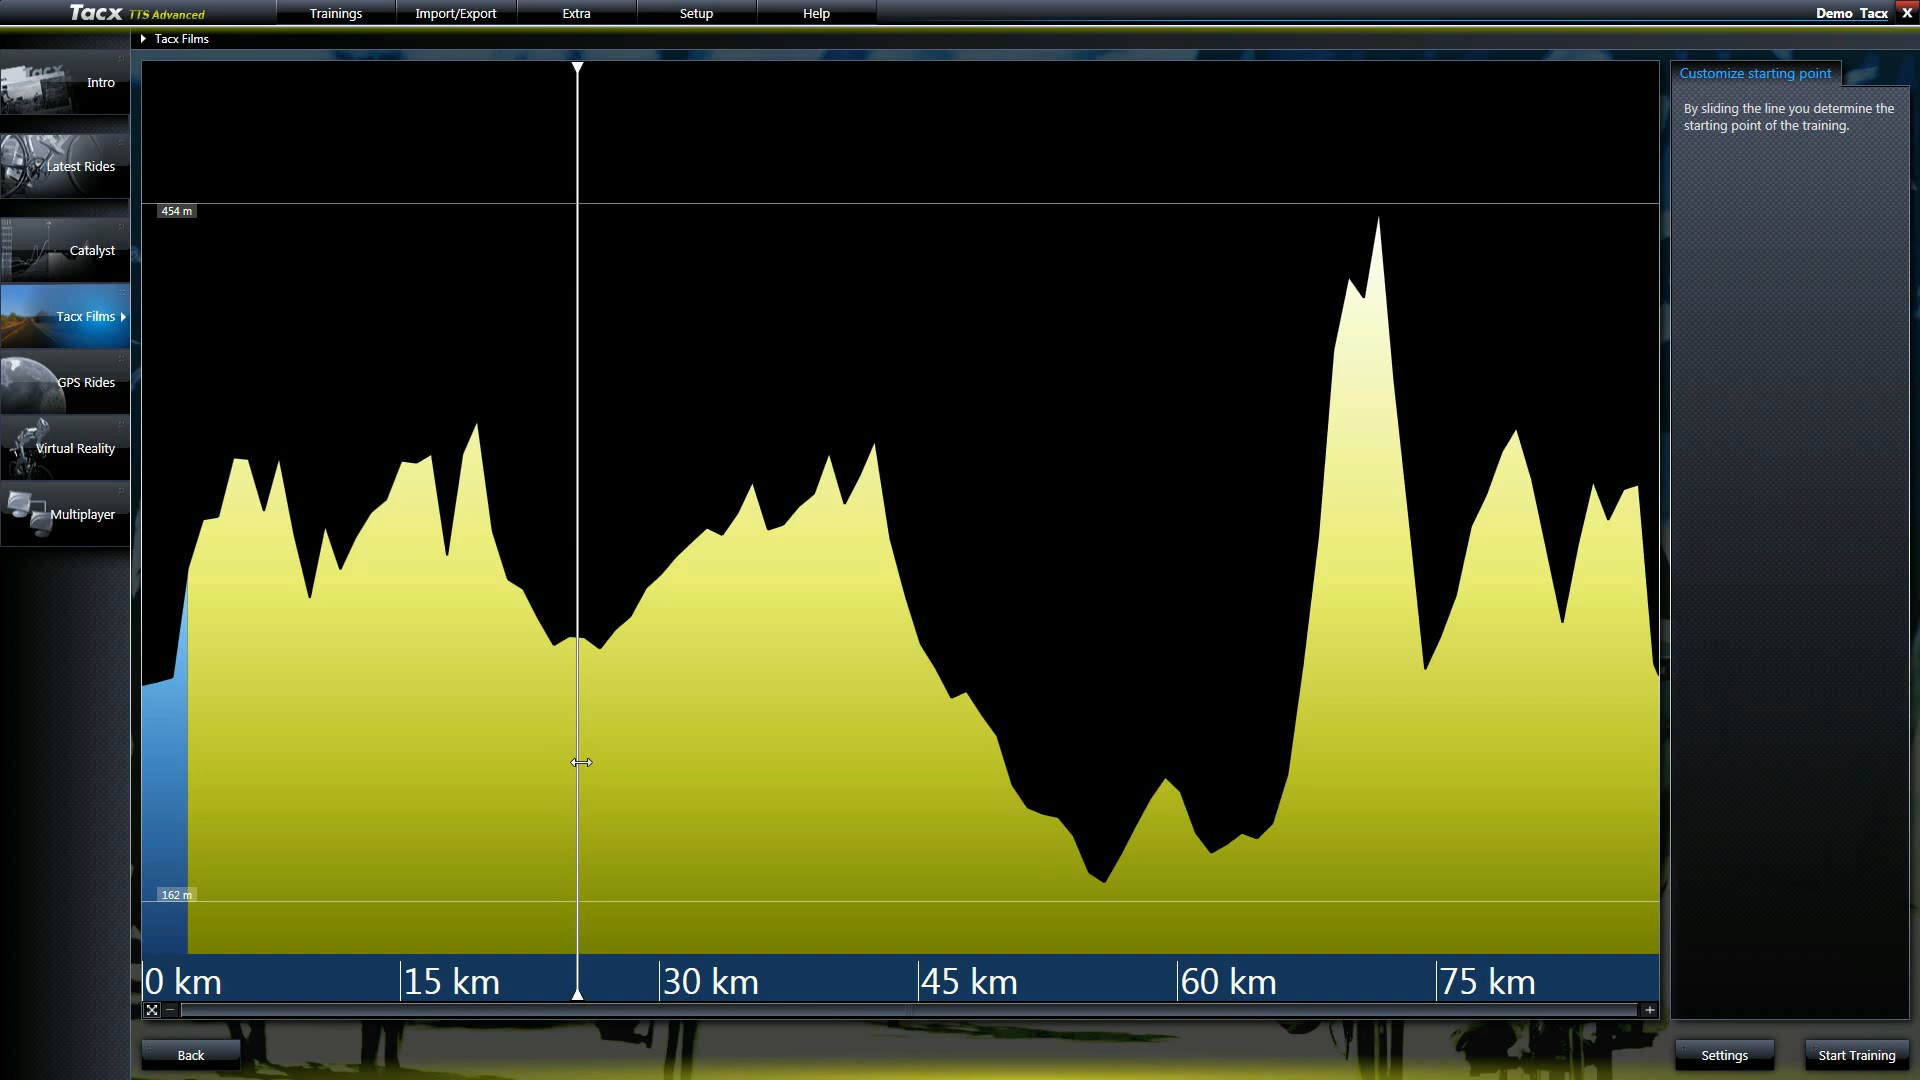 Tacx TTS Advanced
Trainings
Import/Export
Extra
Setup
Help
Demo Tacx
X
Tacx Films
Intro
Latest Rides
Catalyst
Tacx Films
GPS Rides
Virtual Reality
Multiplayer
454 m
162 m
0 km
15 km
30 km
45 km
60 km
75 km
Customize starting point
By sliding the line you determine the
starting point of the training.
Back
Settings
Start Training